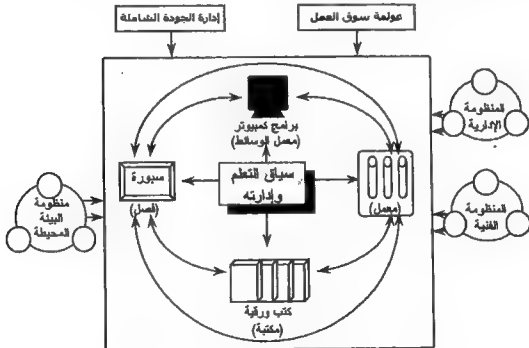 عولمة سوق العمل
إدارة الجودة الشاملة
برامج كمبيوتر
(معمل الوسائط)
المنظومة
الإدارية
سبورة
(فصل)
سياق التعلم
وإدارته
(معمل)
منظومة
البيئة
المحيطة
المنظومة
الفنية
كتب ورقية
(مكتبة)